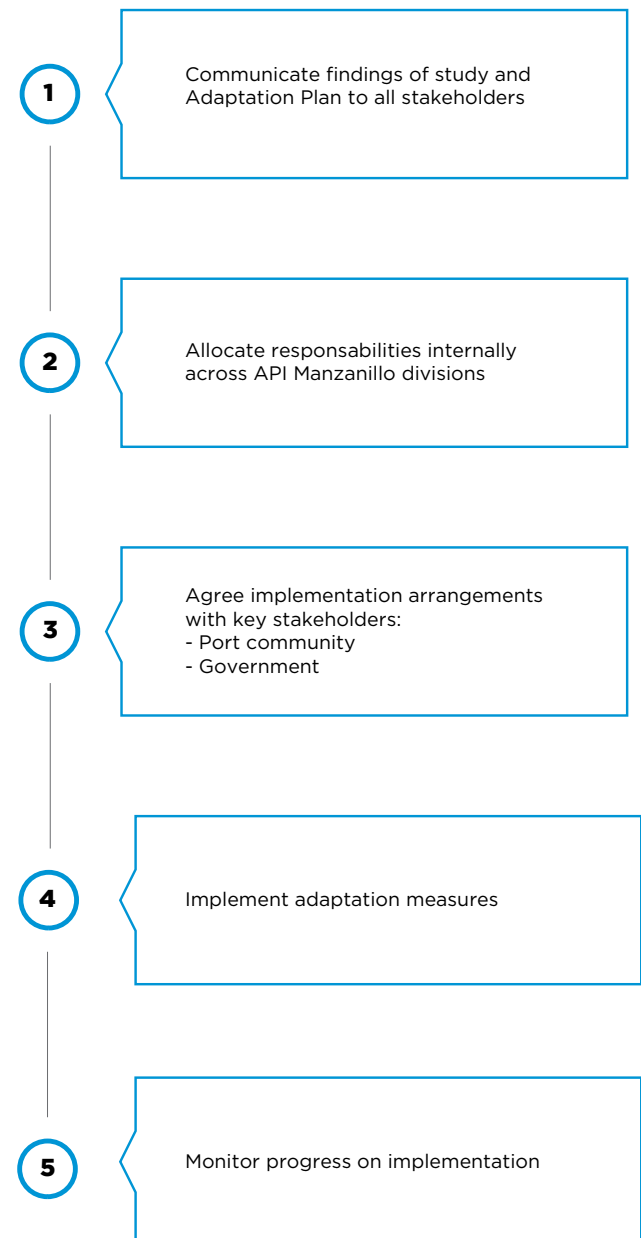 1
Communicate findings of study and
Adaptation Plan to all stakeholders
2
Allocate responsabilities internally
across API Manzanillo divisions
3
Agree implementation arrangements
with key stakeholders:
- Port community
- Government
4
Implement adaptation measures
5
Monitor progress on implementation